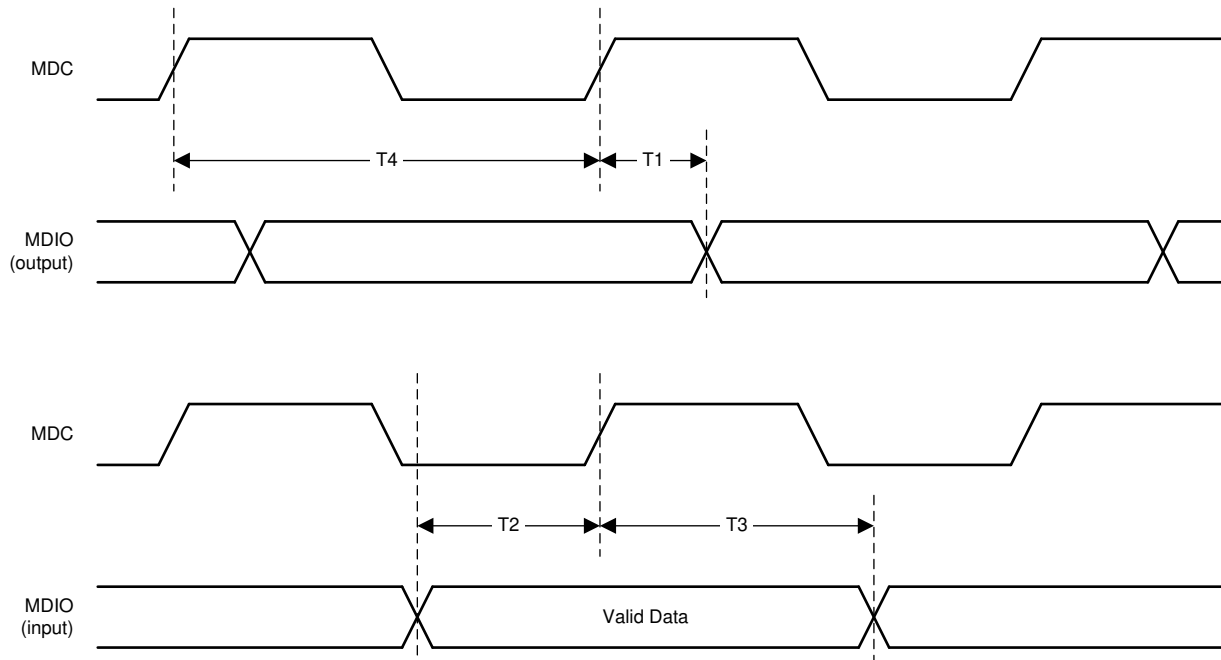 MDC
T4
T1
MDIO
(output)
MDC
T2
T3
MDIO
(input)
Valid Data